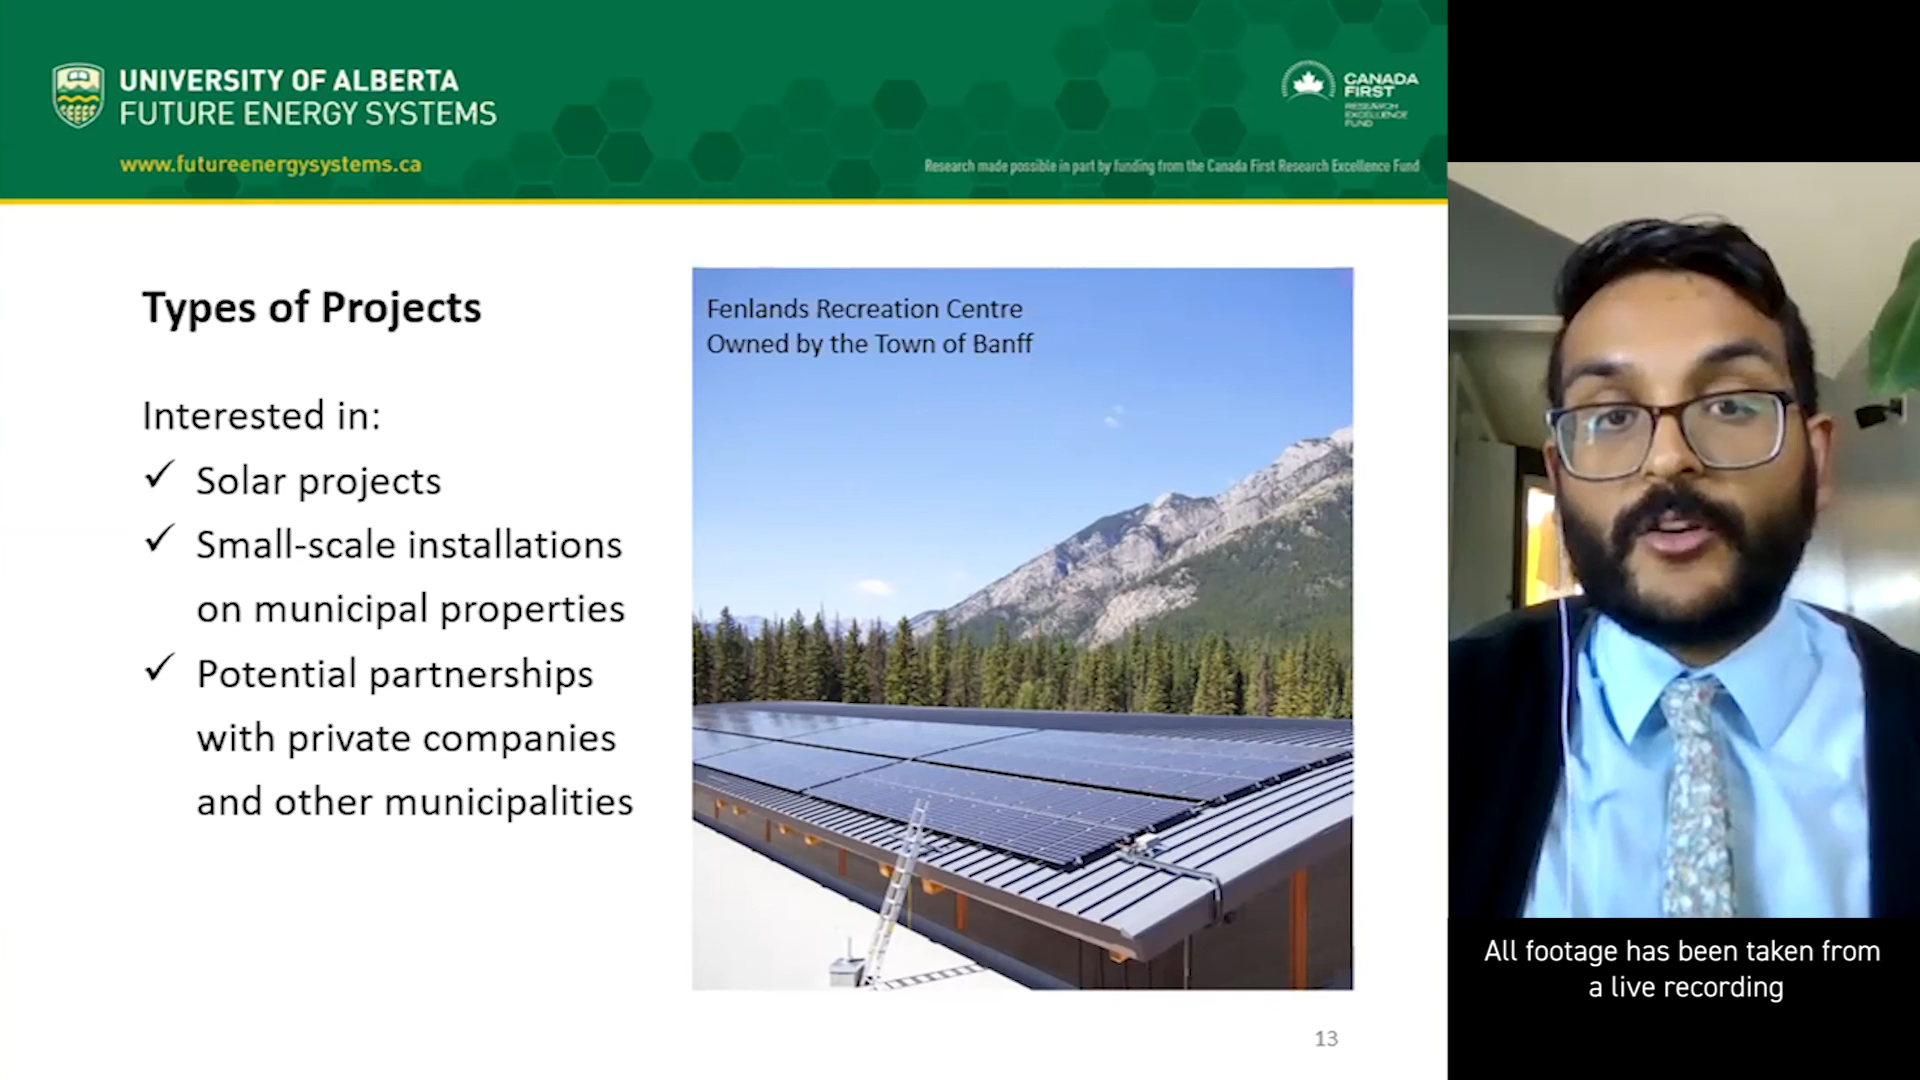 UNIVERSITY OF ALBERTA
FUTURE ENERGY SYSTEMS
www.futureenergysystems.ca
CANADA
FIRST
RESEARCH
EXCELLENCE
FUND
Research made possible in part by funding from the Canada First Research Excellence Fund
Types of Projects
Interested in:
✓ Solar projects
✓ Small-scale installations
on municipal properties
✓ Potential partnerships
with private companies
and other municipalities
Fenlands Recreation Centre
Owned by the Town of Banff
13
All footage has been taken from
a live recording